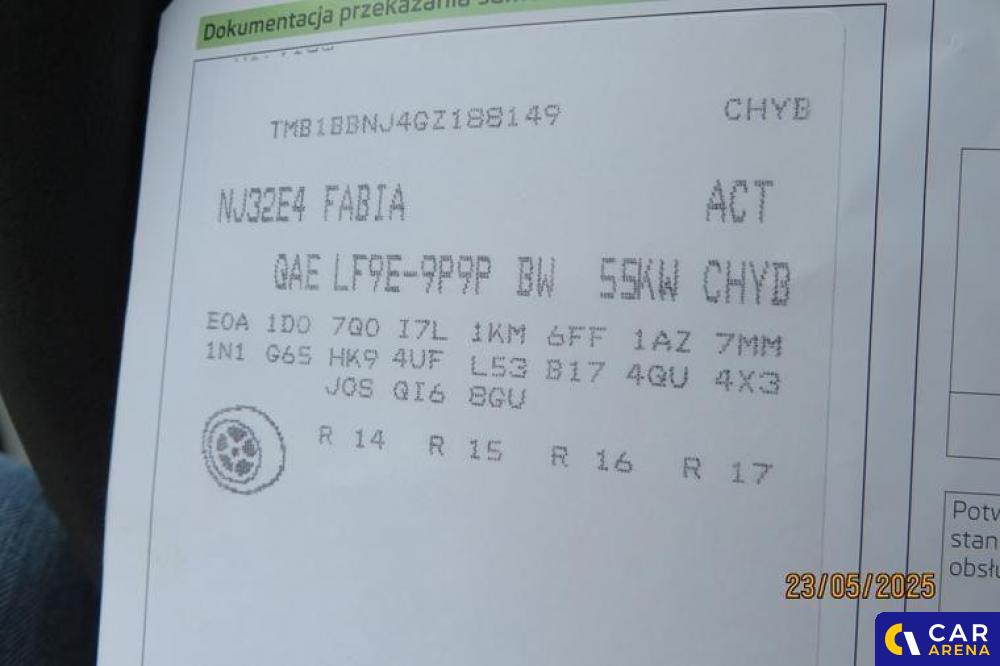 Dokumentacja przekazania
TMB1BBNJ4GZ188149 CHYB
NJ32E4 FABIA ACT
QAE LF9E-9P9P BW 55KW CHYB
E0A 1D0 7Q0 I7L 1KM 6FF 1AZ 7MM
1N1 G65 HK9 4UF L53 B17 4QU 4X3
J0S QI6 8GU
R 14 R 15 R 16 R 17
Potw
stan
obsłu
23/05/2025
CAR
ARENA